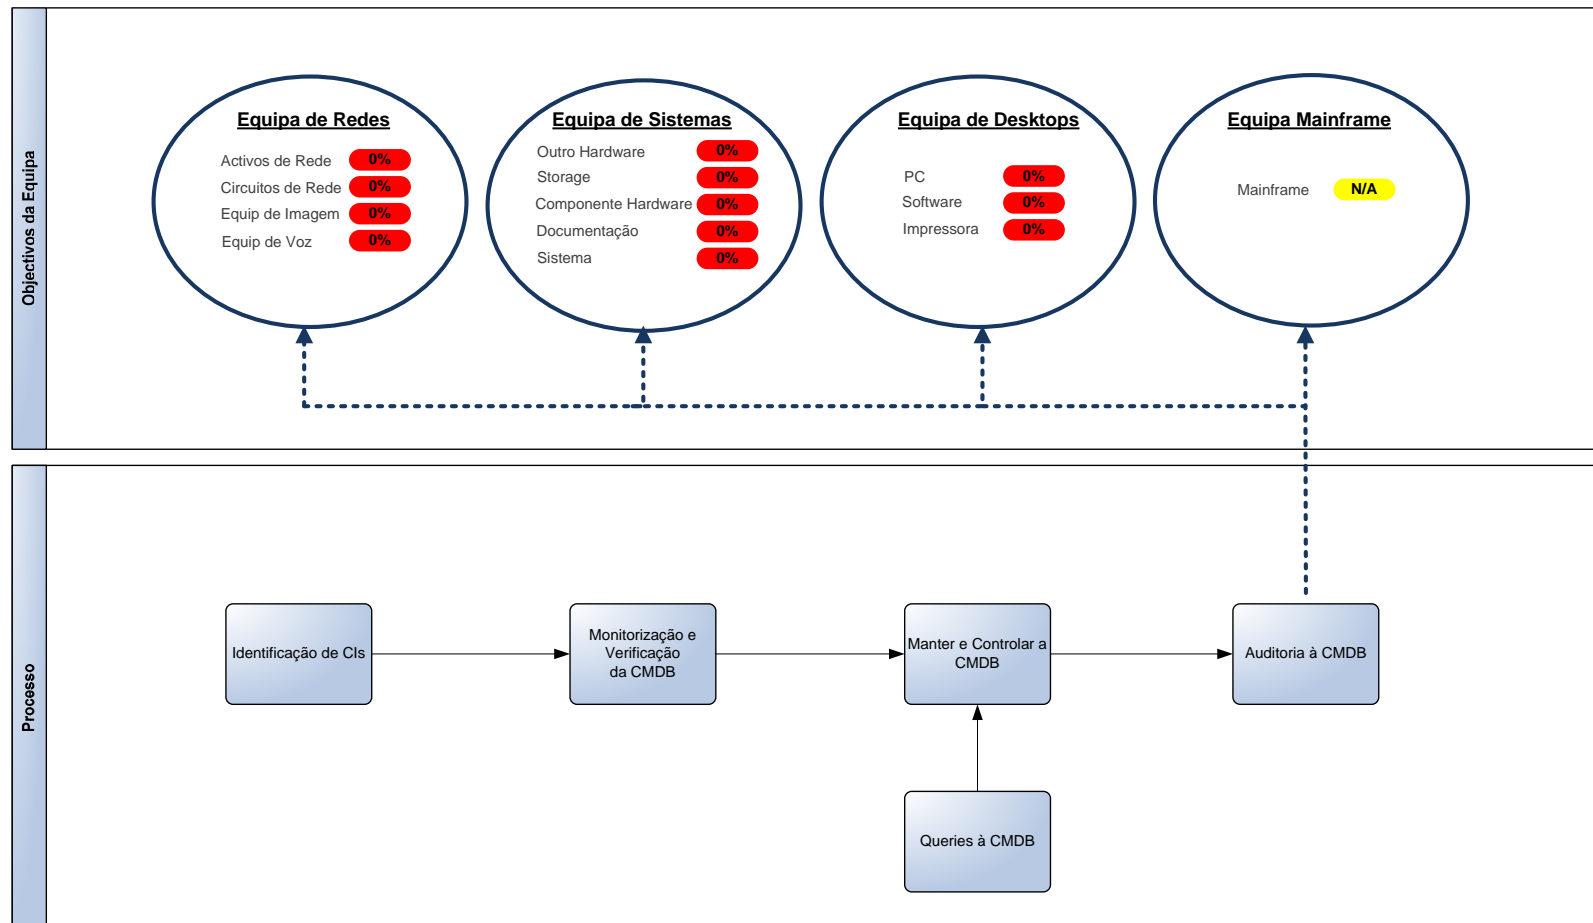 Objectivos da Equipa
Equipa de Redes
Activos de Rede 0%
Circuitos de Rede 0%
Equip de Imagem 0%
Equip de Voz 0%
Equipa de Sistemas
Outro Hardware 0%
Storage 0%
Componente Hardware 0%
Documentação 0%
Sistema 0%
Equipa de Desktops
PC 0%
Software 0%
Impressora 0%
Equipa Mainframe
Mainframe N/A
Processo
Identificação de CIs
Monitorização e
Verificação
da CMDB
Manter e Controlar a
CMDB
Auditoria à CMDB
Queries à CMDB